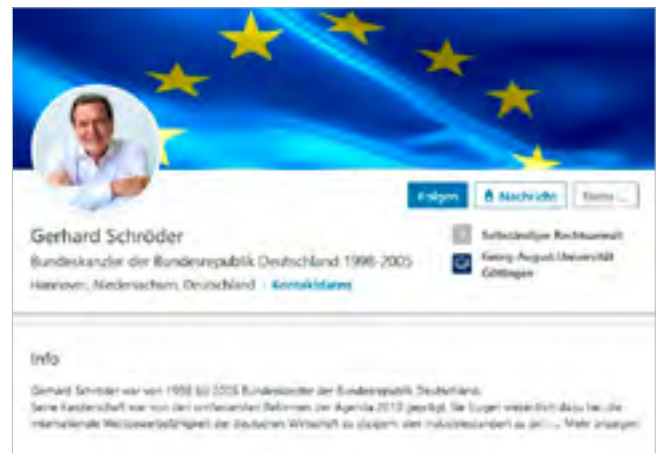 Folgen
Nachricht
Gerhard Schröder
Selbständiger Rechtsanwalt
Bundeskanzler der Bundesrepublik Deutschland 1998-2005
Georg-August-Universität
Göttingen
Hannover, Niedersachsen, Deutschland Kontaktdaten
Info
Gerhard Schröder war von 1998 bis 2005 Bundeskanzler der Bundesrepublik Deutschland.
Seine Kanzlerschaft war von den umfassenden Reformen der Agenda 2010 geprägt. Sie trugen wesentlich dazu bei, die
internationale Wettbewerbsfähigkeit der deutschen Wirtschaft zu steigern, den Industriestandort zu ... Mehr anzeigen